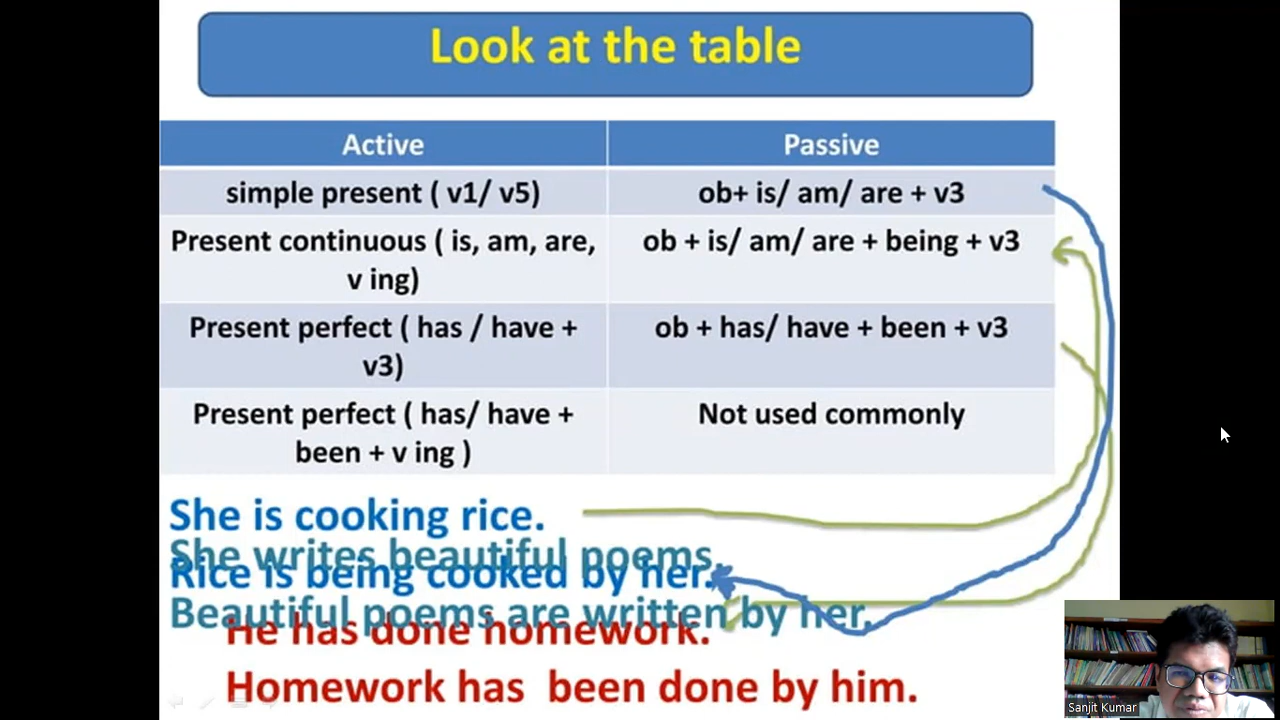 Look at the table
Active
Passive
simple present ( v1/ v5)
ob+ is/ am/ are + v3
Present continuous ( is, am, are,
v ing)
ob + is/ am/ are + being + v3
Present perfect ( has / have +
v3)
ob + has/ have + been + v3
Present perfect ( has/ have +
been + v ing )
Not used commonly
She is cooking rice.
She writes beautiful poems.
Rice is being cooked by her.
Beautiful poems are written by her.
He has done homework.
Homework has  been done by him.
Sanjit Kumar